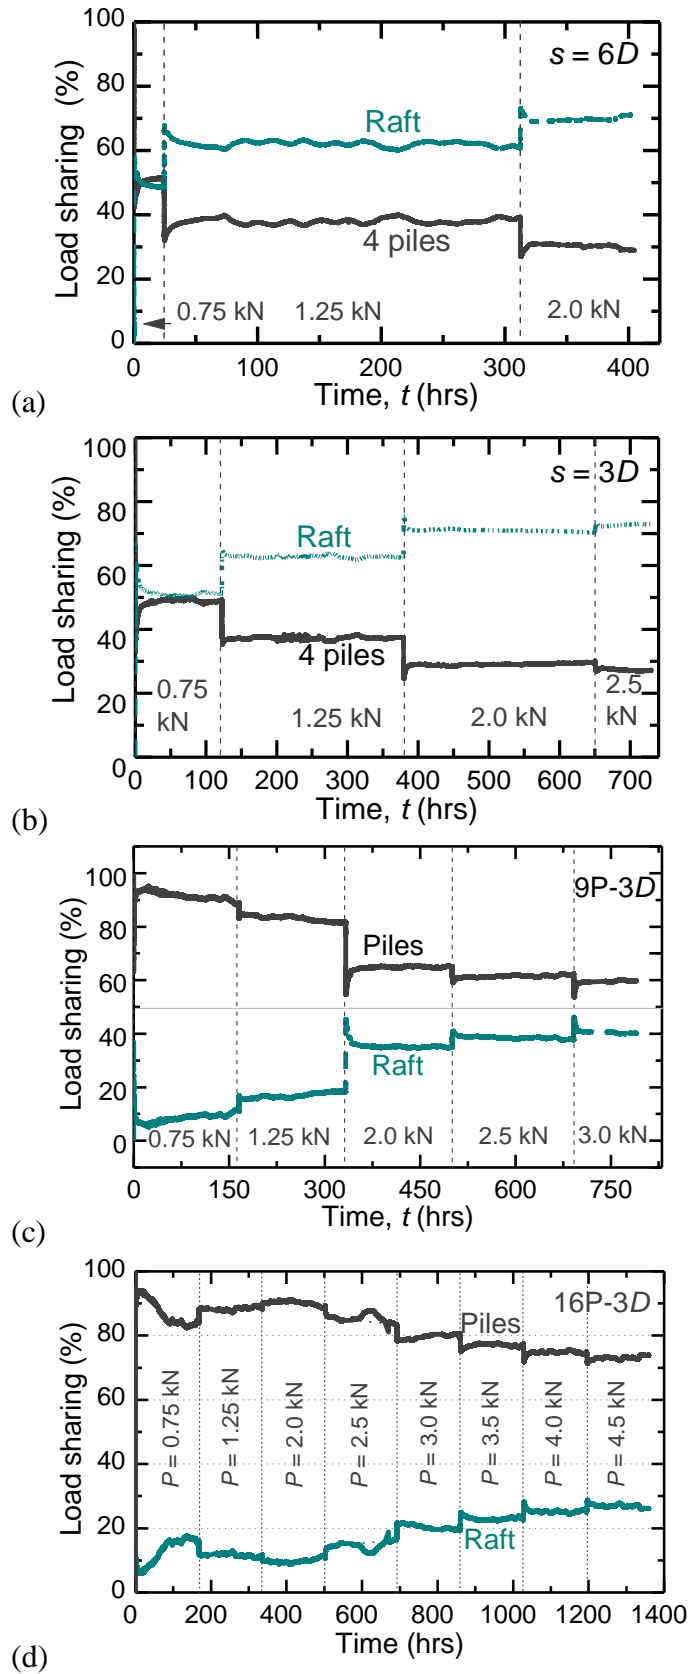 100
80
60
40
20
0
Load sharing (%)
s = 6D
Raft
4 piles
0.75 kN
1.25 kN
2.0 kN
0
100
200
300
400
Time, t (hrs)
(a)
100
80
60
40
20
0
Load sharing (%)
s = 3D
Raft
4 piles
0.75
kN
1.25 kN
2.0 kN
2.5
kN
0
100
200
300
400
500
600
700
Time, t (hrs)
(b)
100
80
60
40
20
0
Load sharing (%)
9P-3D
Piles
Raft
0.75 kN
1.25 kN
2.0 kN
2.5 kN
3.0 kN
0
150
300
450
600
750
Time, t (hrs)
(c)
100
80
60
40
20
0
Load sharing (%)
16P-3D
Piles
P = 0.75 kN
P = 1.25 kN
P = 2.0 kN
P = 2.5 kN
P = 3.0 kN
P = 3.5 kN
P = 4.0 kN
P = 4.5 kN
Raft
0
200
400
600
800
1000
1200
1400
Time (hrs)
(d)